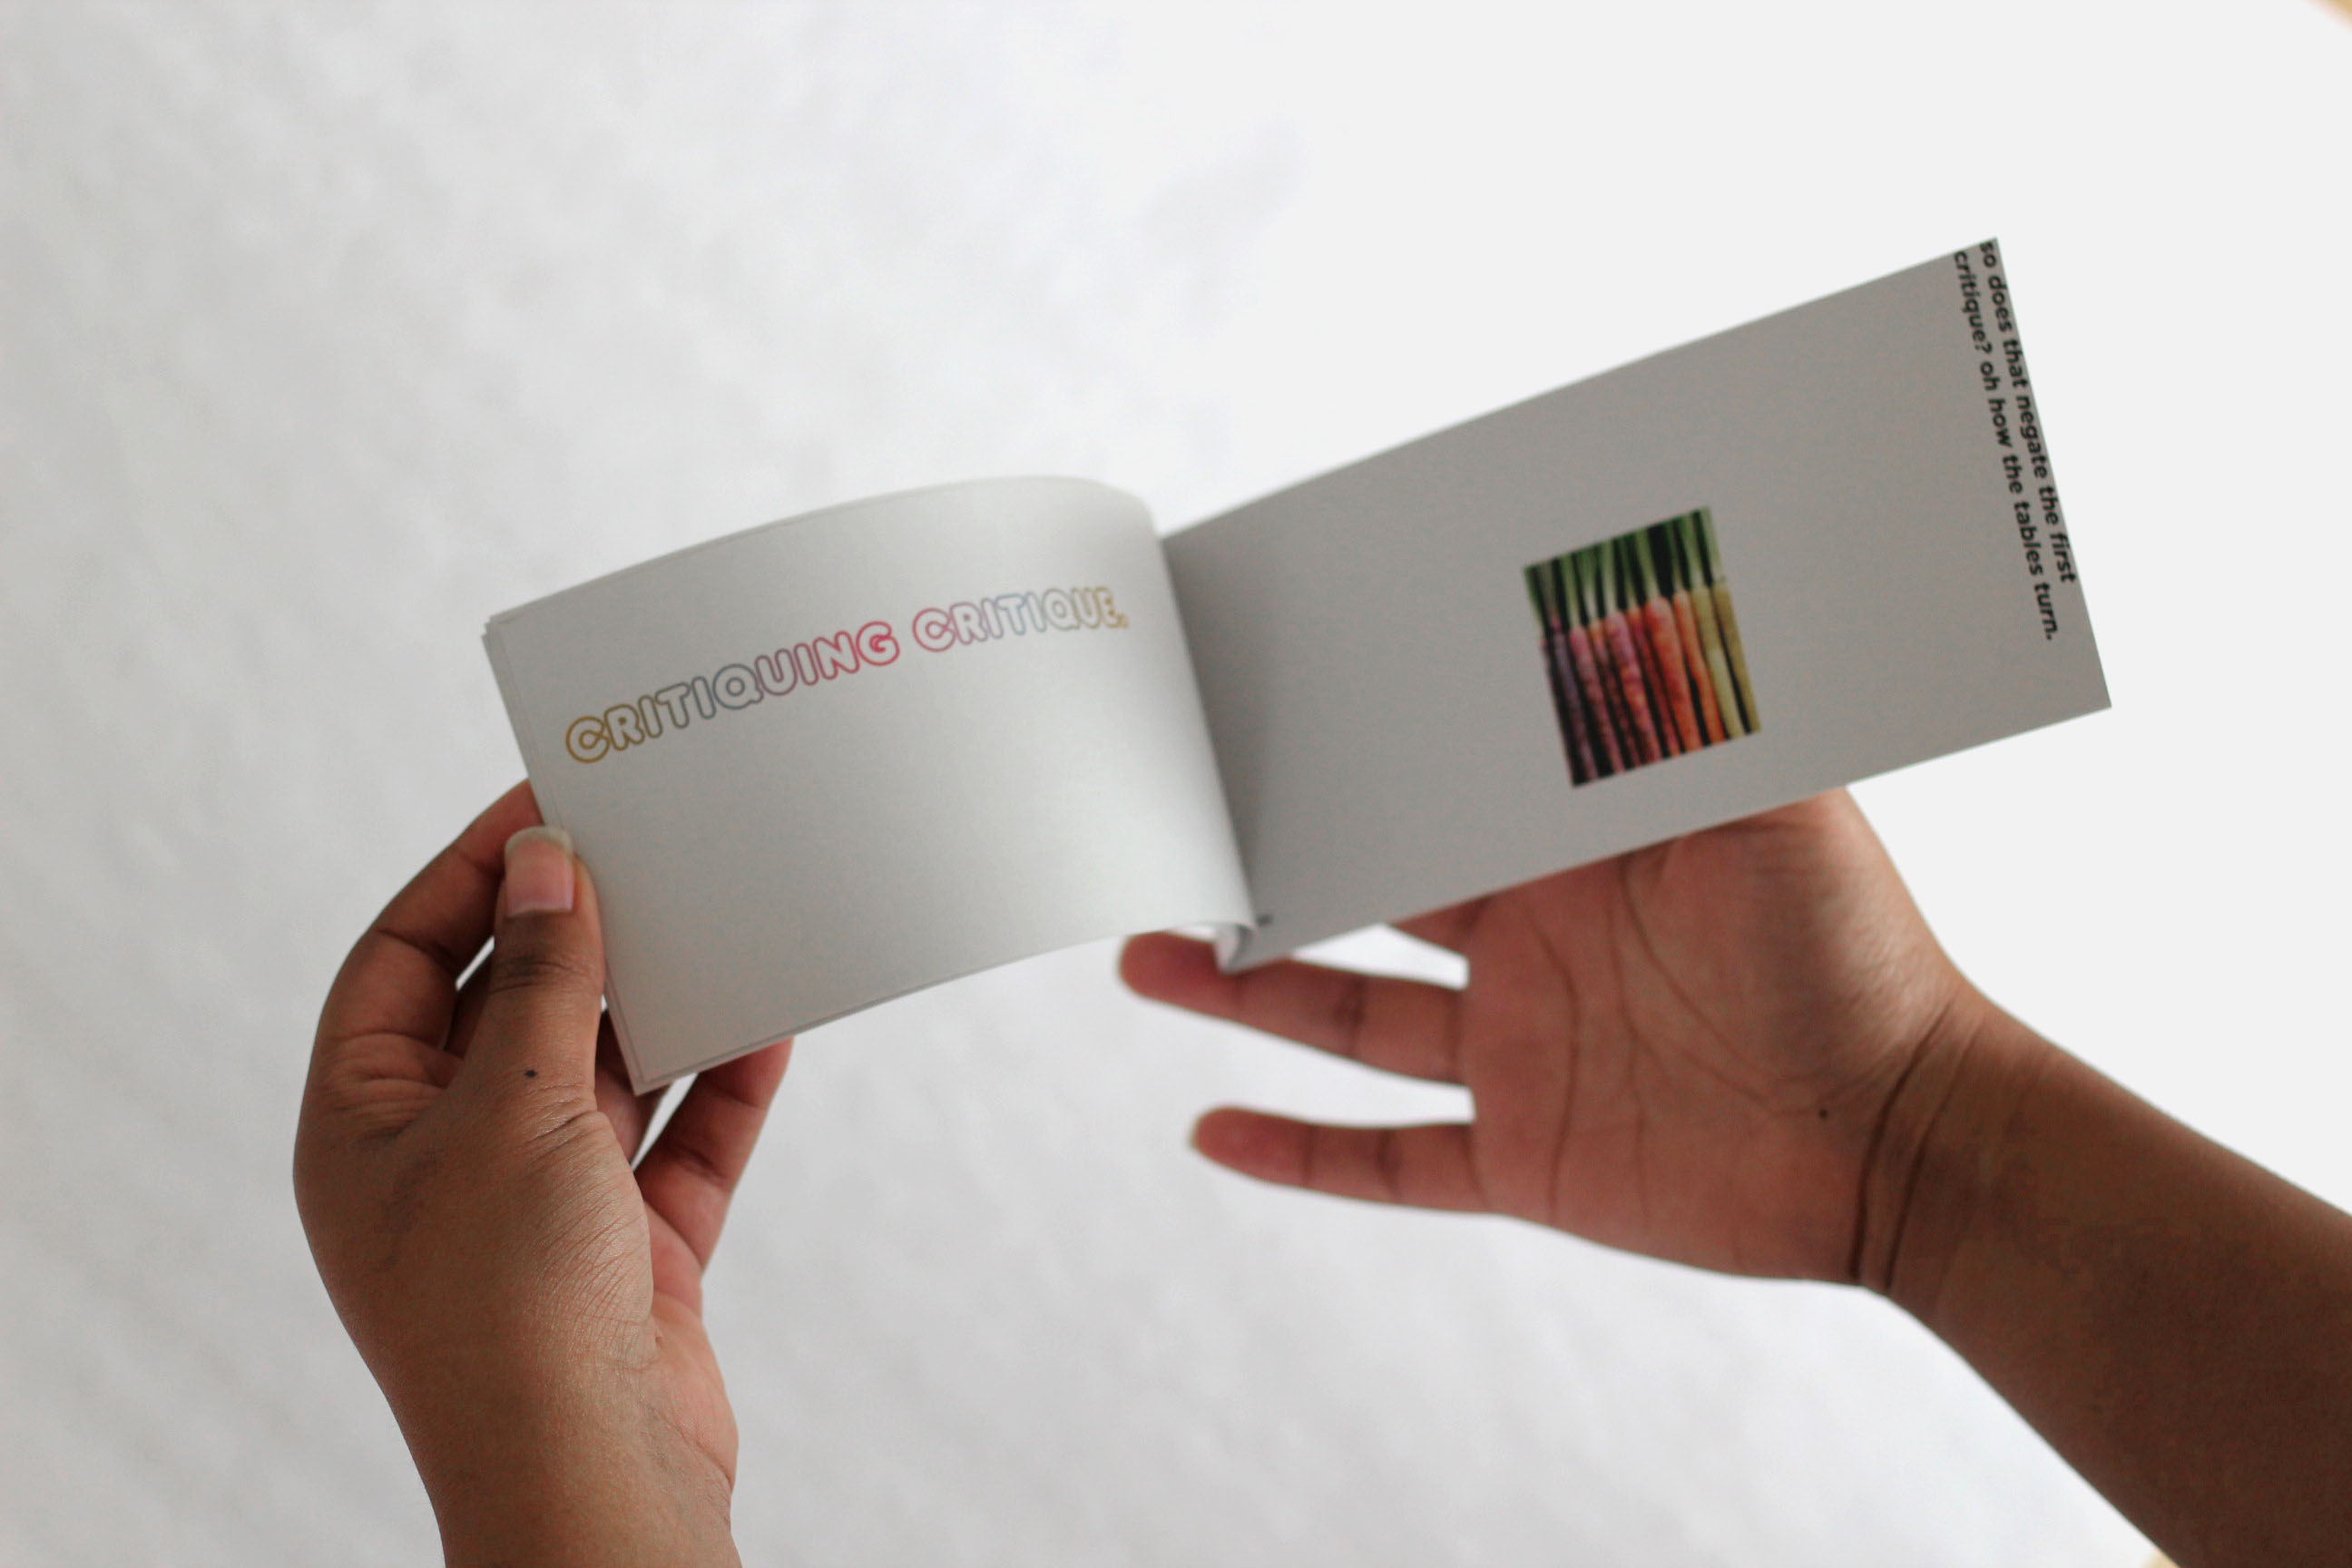 CRITIQUING CRITIQUE.
so does that negate the first
critique? oh how the tables turn.